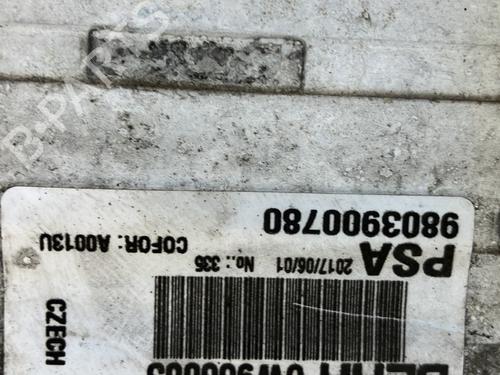 9803900780
PSA
2017/06/01 No.: 335
COFOR: A0013U
CZECH
B-PARTS